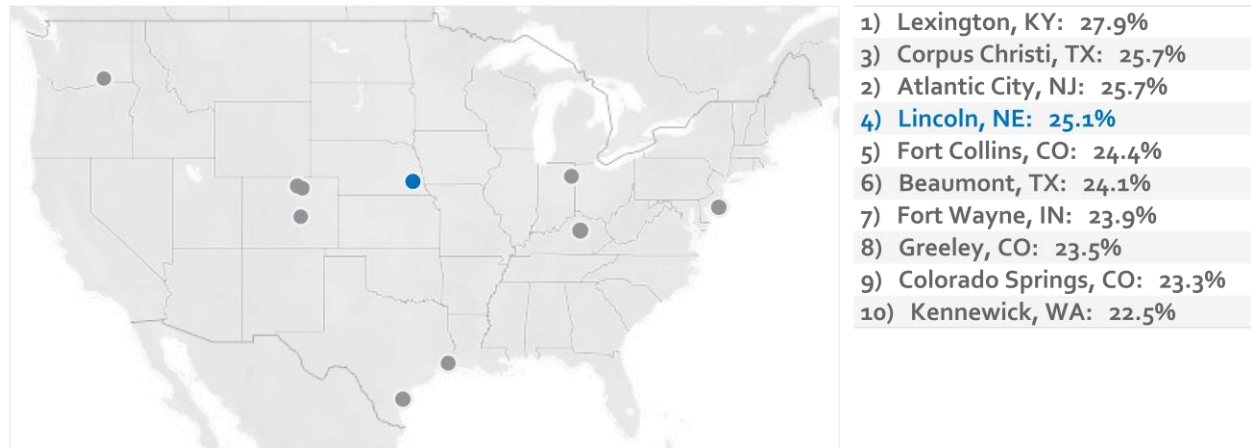 1) Lexington, KY: 27.9%
3) Corpus Christi, TX: 25.7%
2) Atlantic City, NJ: 25.7%
4) Lincoln, NE: 25.1%
5) Fort Collins, CO: 24.4%
6) Beaumont, TX: 24.1%
7) Fort Wayne, IN: 23.9%
8) Greeley, CO: 23.5%
9) Colorado Springs, CO: 23.3%
10) Kennewick, WA: 22.5%